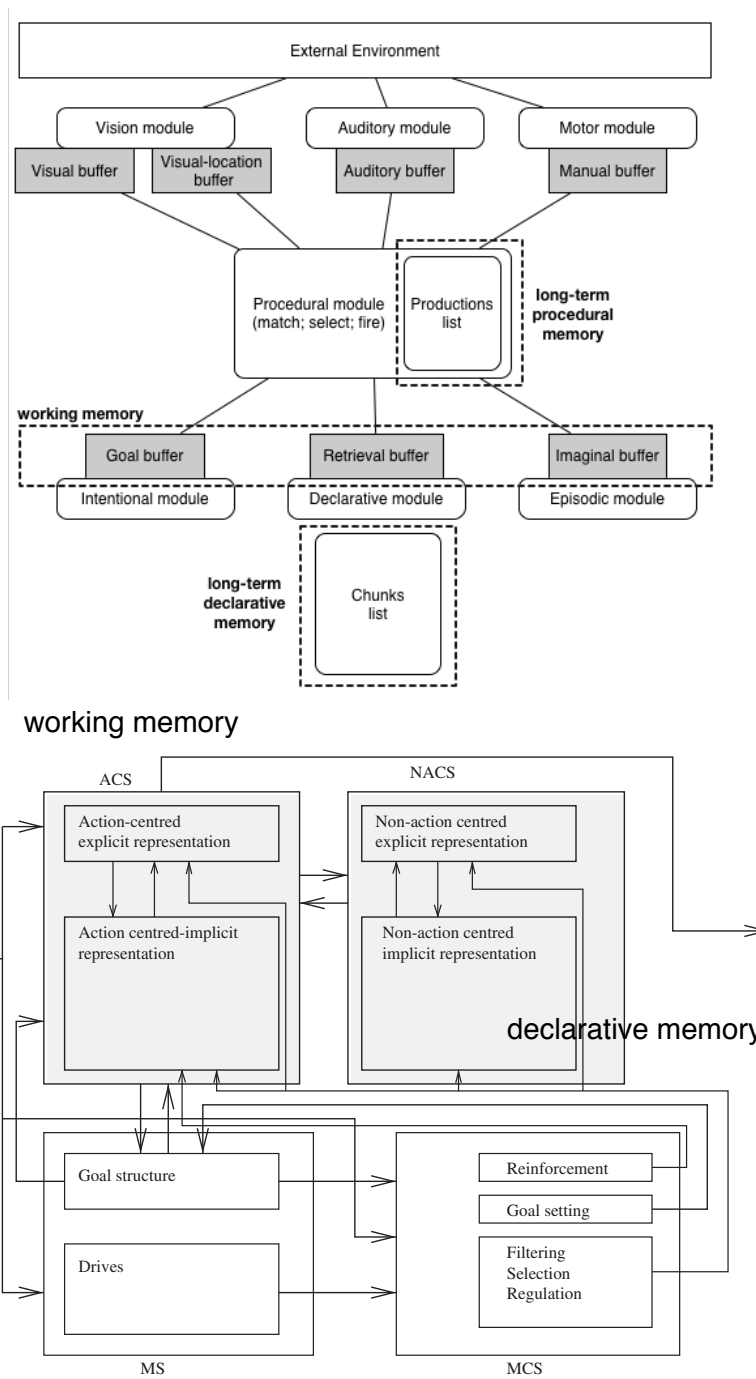 External Environment
Vision module
Auditory module
Motor module
Visual buffer
Visual-location
buffer
Auditory buffer
Manual buffer
Procedural module
(match; select; fire)
Productions
list
long-term
procedural
memory
working memory
Goal buffer
Retrieval buffer
Imaginal buffer
Intentional module
Declarative module
Episodic module
long-term
declarative
memory
Chunks
list
working memory
ACS
NACS
Action-centred
explicit representation
Non-action centred
explicit representation
Action centred-implicit
representation
Non-action centred
implicit representation
declarative memory
Goal structure
Reinforcement
Goal setting
Drives
Filtering
Selection
Regulation
MS
MCS